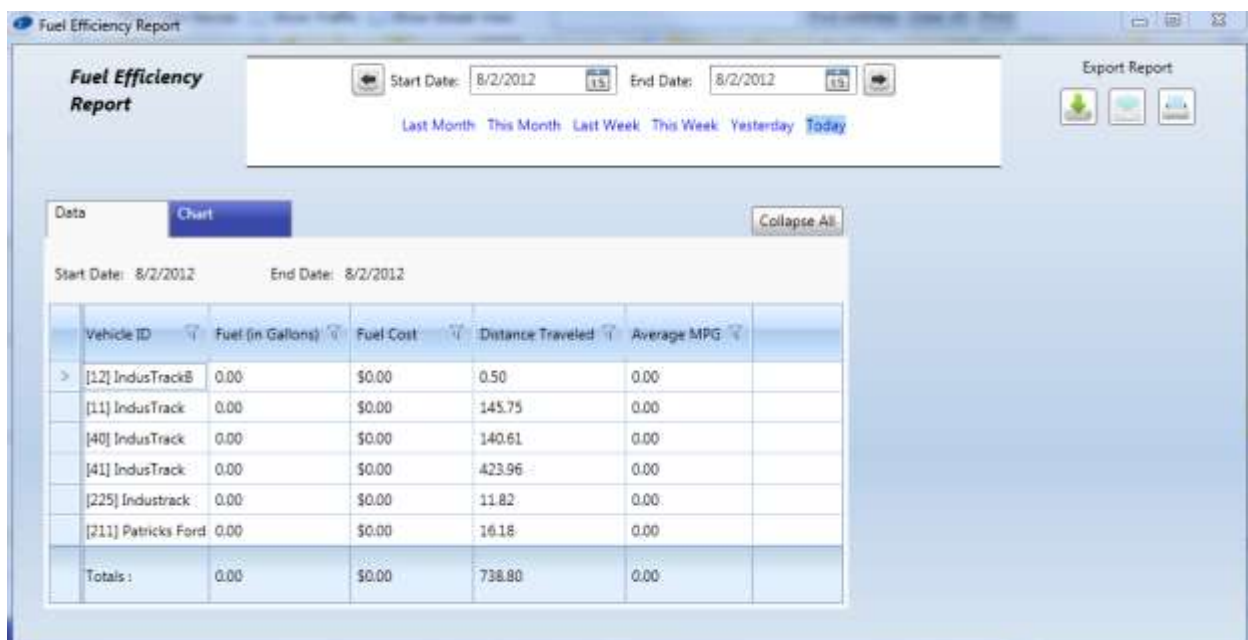 Fuel Efficiency Report
Fuel Efficiency
Report
Start Date: 8/2/2012 15 End Date: 8/2/2012 15
Last Month This Month Last Week This Week Yesterday Today
Export Report
Data Chart Collapse All
Start Date: 8/2/2012 End Date: 8/2/2012
Vehicle ID Fuel (in Gallons) Fuel Cost Distance Traveled Average MPG
[12] IndusTrackB 0.00 $0.00 0.50 0.00
[11] IndusTrack 0.00 $0.00 145.75 0.00
[40] IndusTrack 0.00 $0.00 140.61 0.00
[41] IndusTrack 0.00 $0.00 423.96 0.00
[225] Industrack 0.00 $0.00 11.82 0.00
[211] Patricks Ford 0.00 $0.00 16.18 0.00
Totals : 0.00 $0.00 738.80 0.00